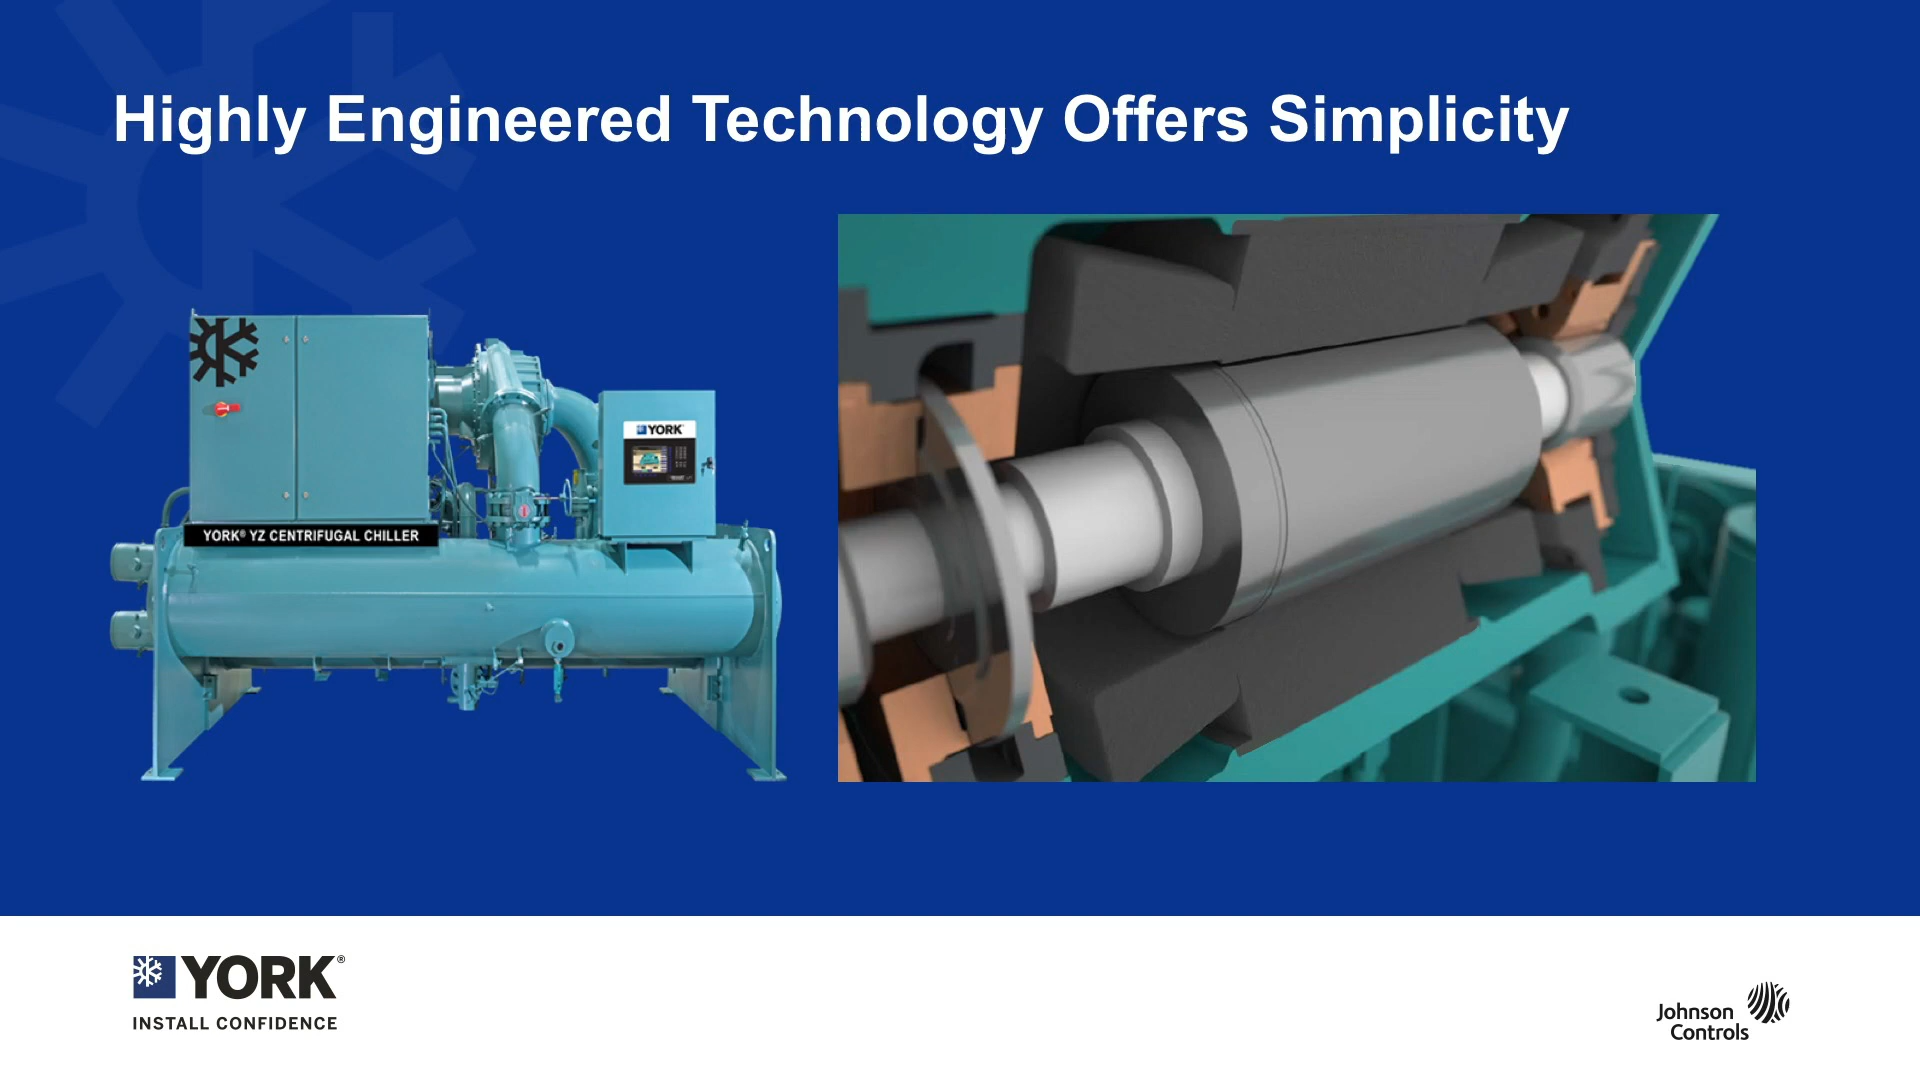 Highly Engineered Technology Offers Simplicity
YORK
YORK® YZ CENTRIFUGAL CHILLER
YORK®
INSTALL CONFIDENCE
Johnson
Controls